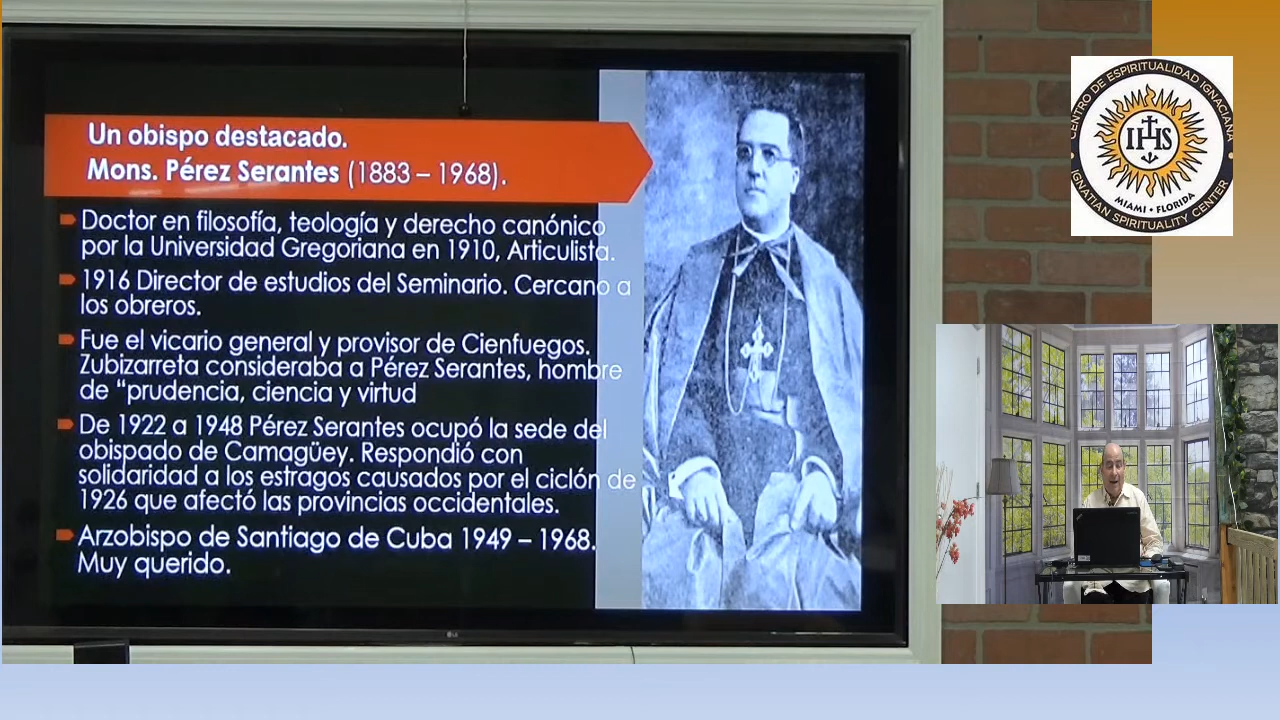 Un obispo destacado.
Mons. Pérez Serantes (1883 – 1968).
Doctor en filosofía, teología y derecho canónico
por la Universidad Gregoriana en 1910, Articulista.
1916 Director de estudios del Seminario. Cercano a
los obreros.
Fue el vicario general y provisor de Cienfuegos.
Zubizarreta consideraba a Pérez Serantes, hombre
de “prudencia, ciencia y virtud
De 1922 a 1948 Pérez Serantes ocupó la sede del
obispado de Camagüey. Respondió con
solidaridad a los estragos causados por el ciclón de
1926 que afectó las provincias occidentales.
Arzobispo de Santiago de Cuba 1949 – 1968.
Muy querido.
LG
CENTRO DE ESPIRITUALIDAD IGNACIANA
IHS
MIAMI • FLORIDA
IGNATIAN SPIRITUALITY CENTER